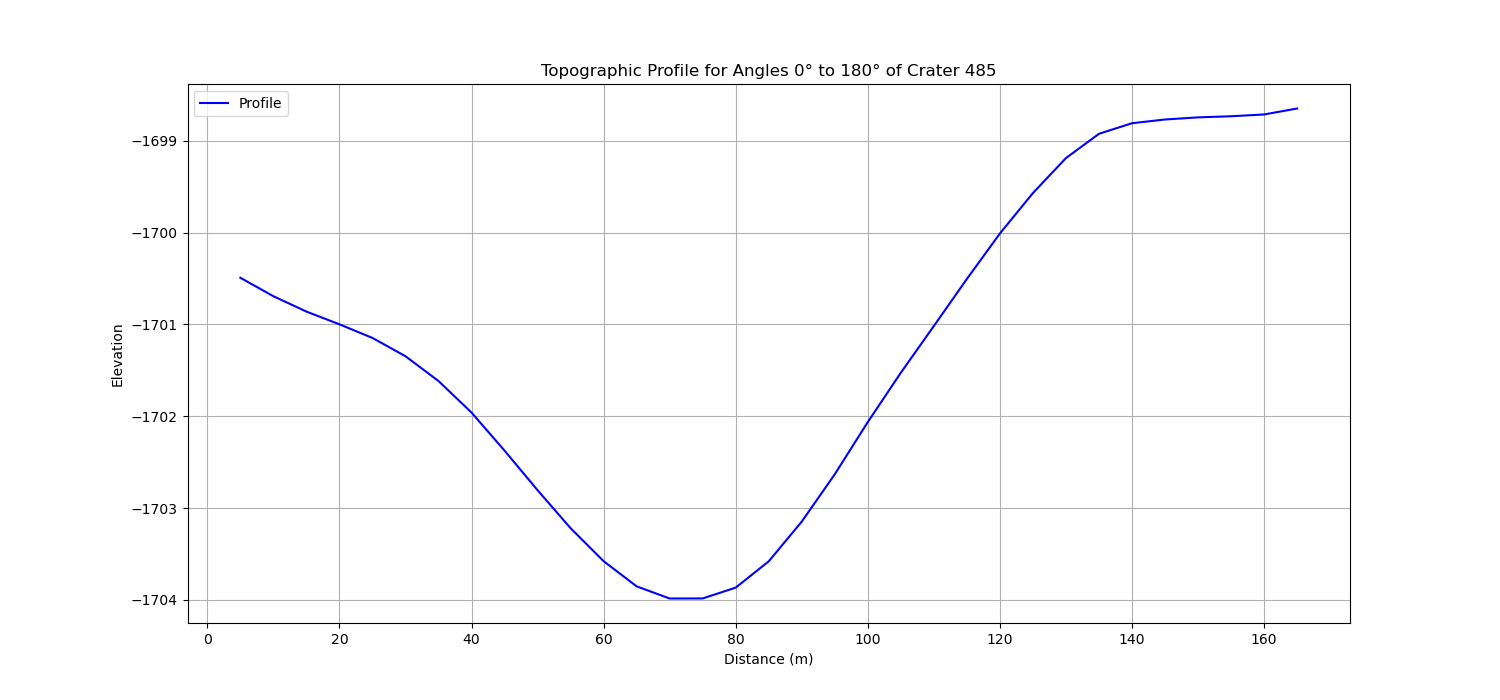 Topographic Profile for Angles 0° to 180° of Crater 485
Profile
−1699
−1700
−1701
−1702
−1703
−1704
Elevation
0 20 40 60 80 100 120 140 160
Distance (m)